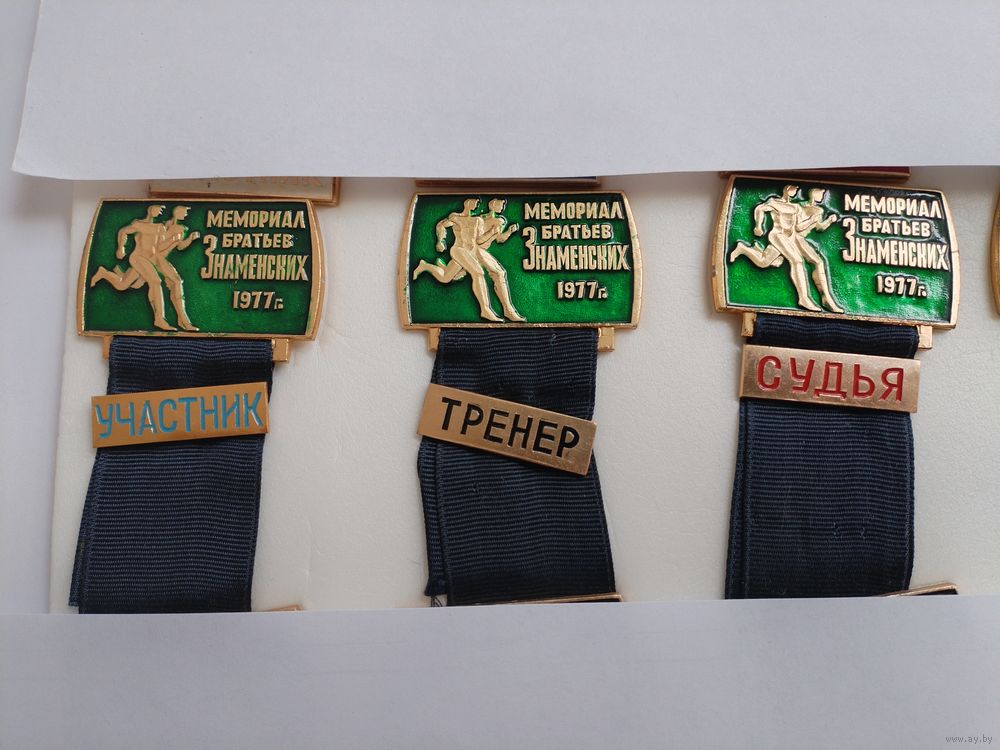 МЕМОРИАЛ
БРАТЬЕВ
ЗНАМЕНСКИХ
1977г.
УЧАСТНИК
МЕМОРИАЛ
БРАТЬЕВ
ЗНАМЕНСКИХ
1977г.
ТРЕНЕР
МЕМОРИАЛ
БРАТЬЕВ
ЗНАМЕНСКИХ
1977г.
СУДЬЯ
www.ay.by